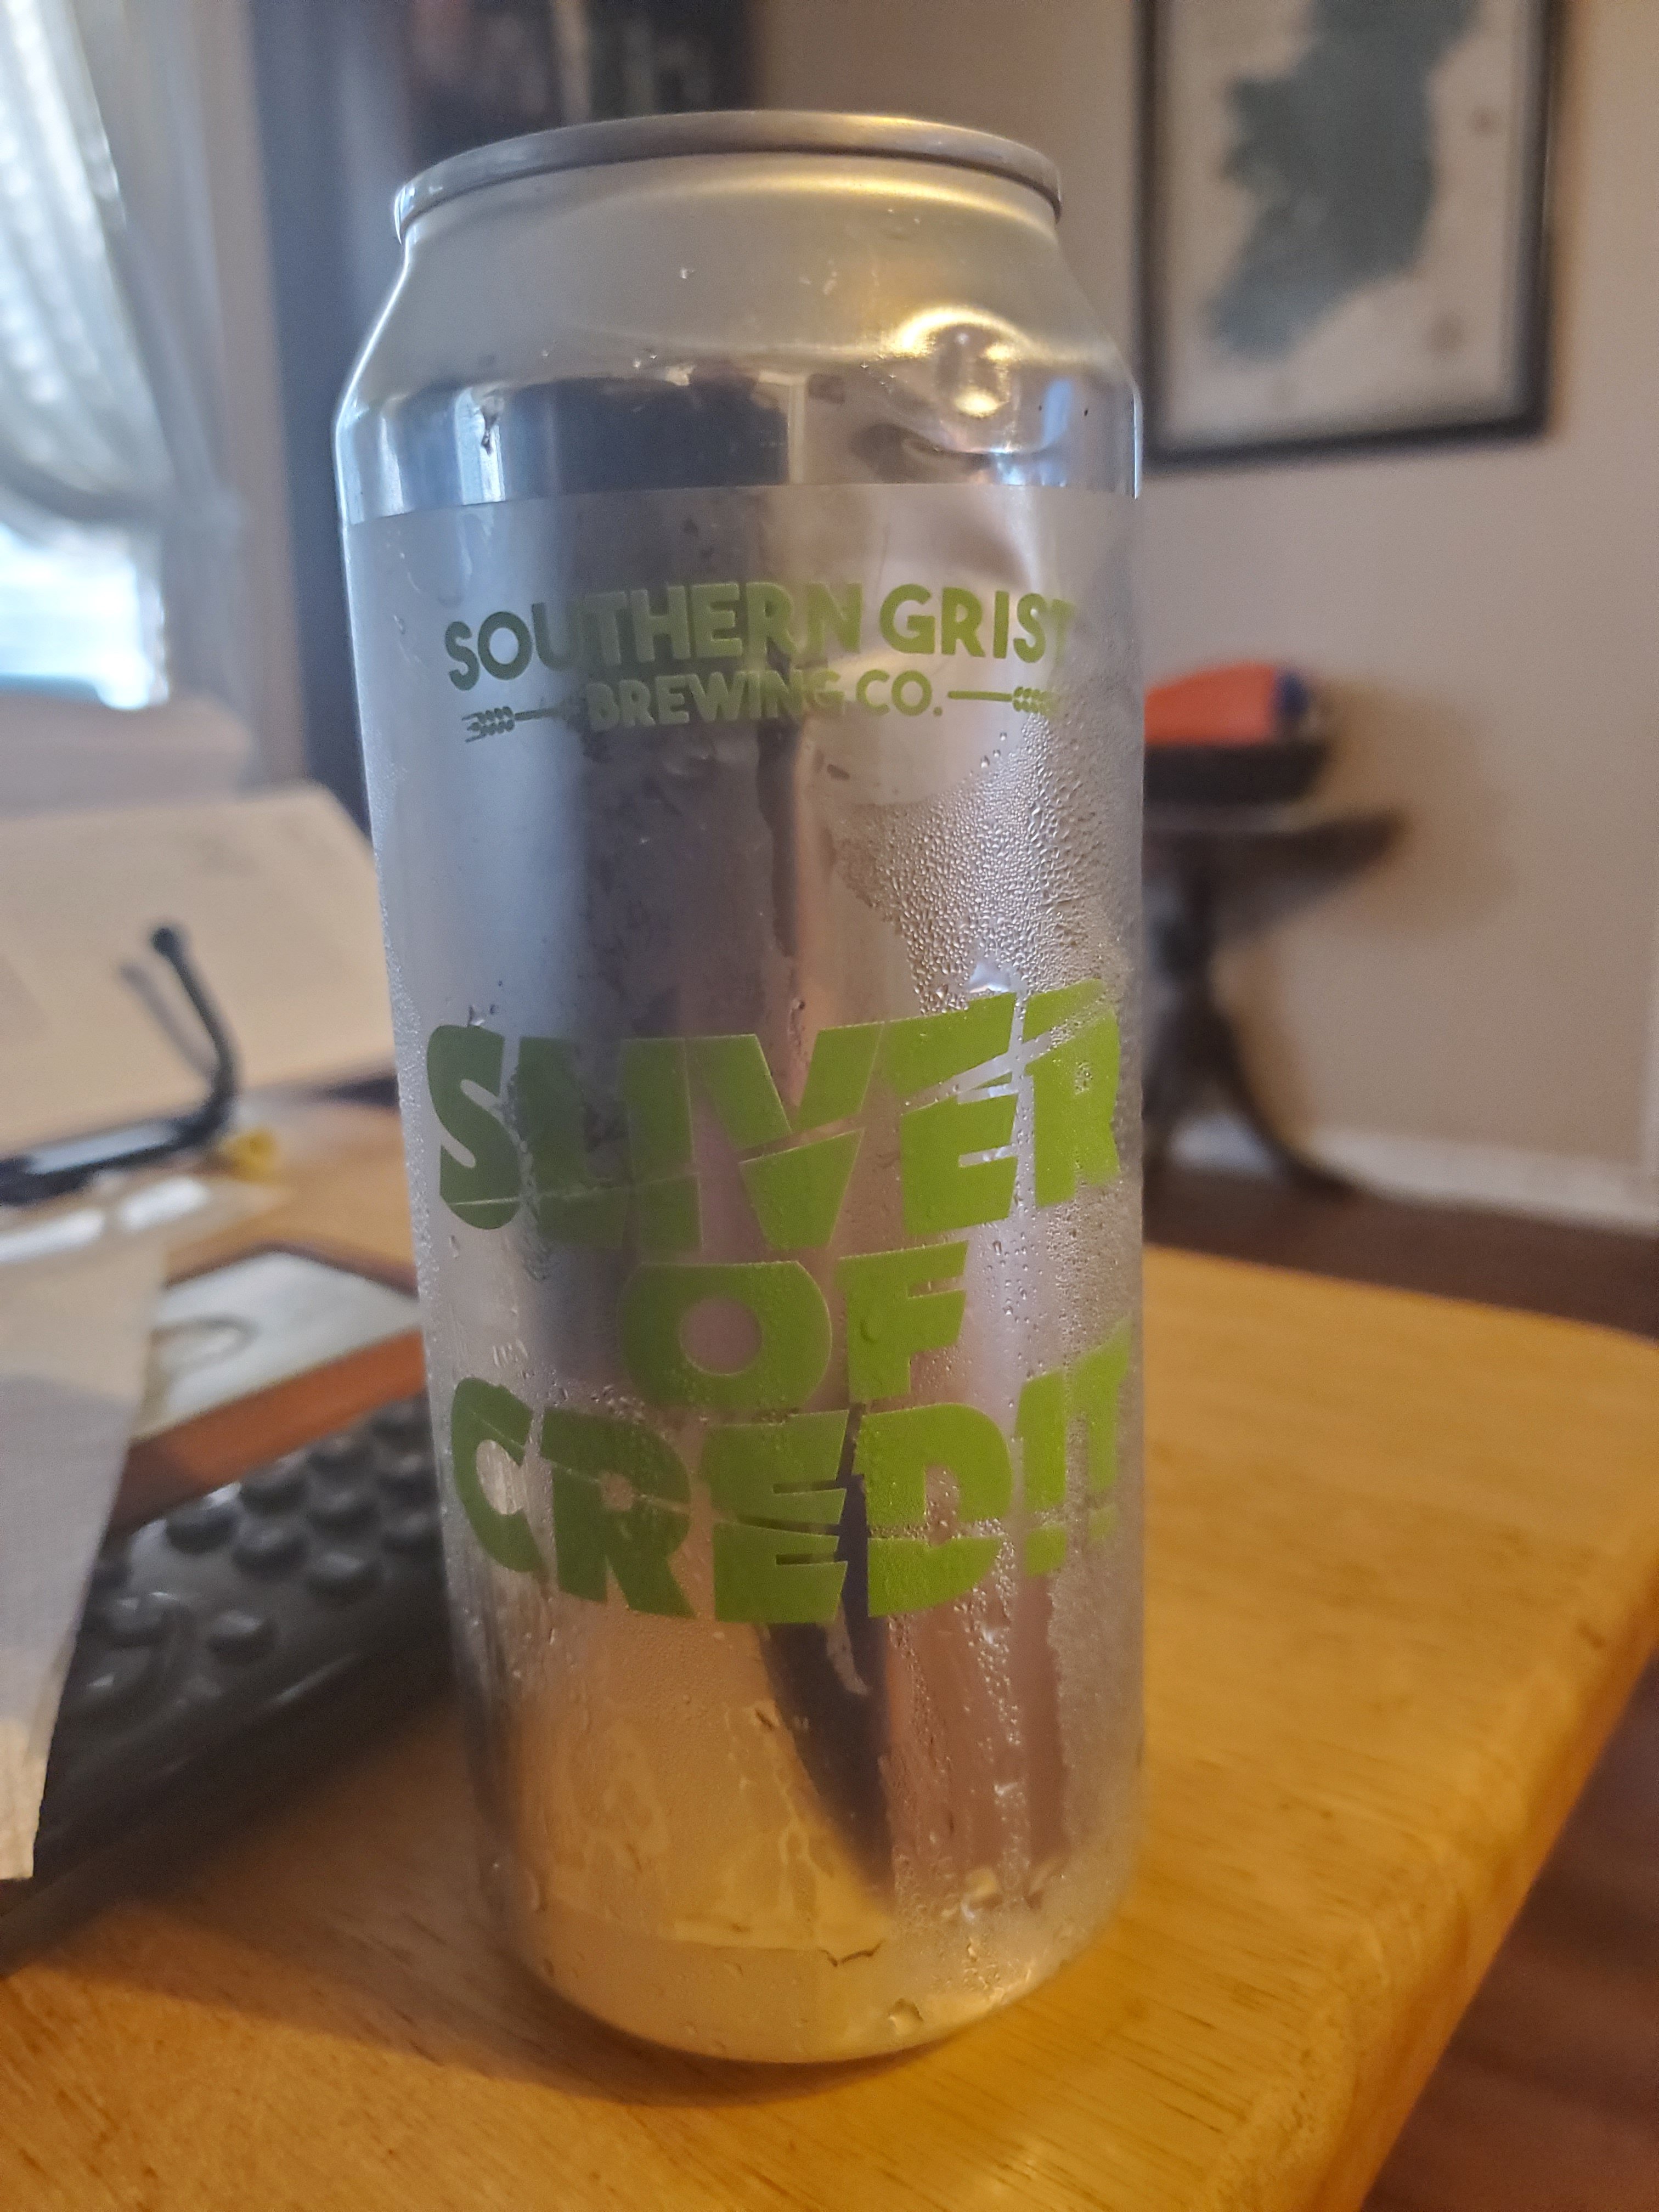 SOUTHERN GRIST
BREWING CO.
SLIVER
OF
CREDIT